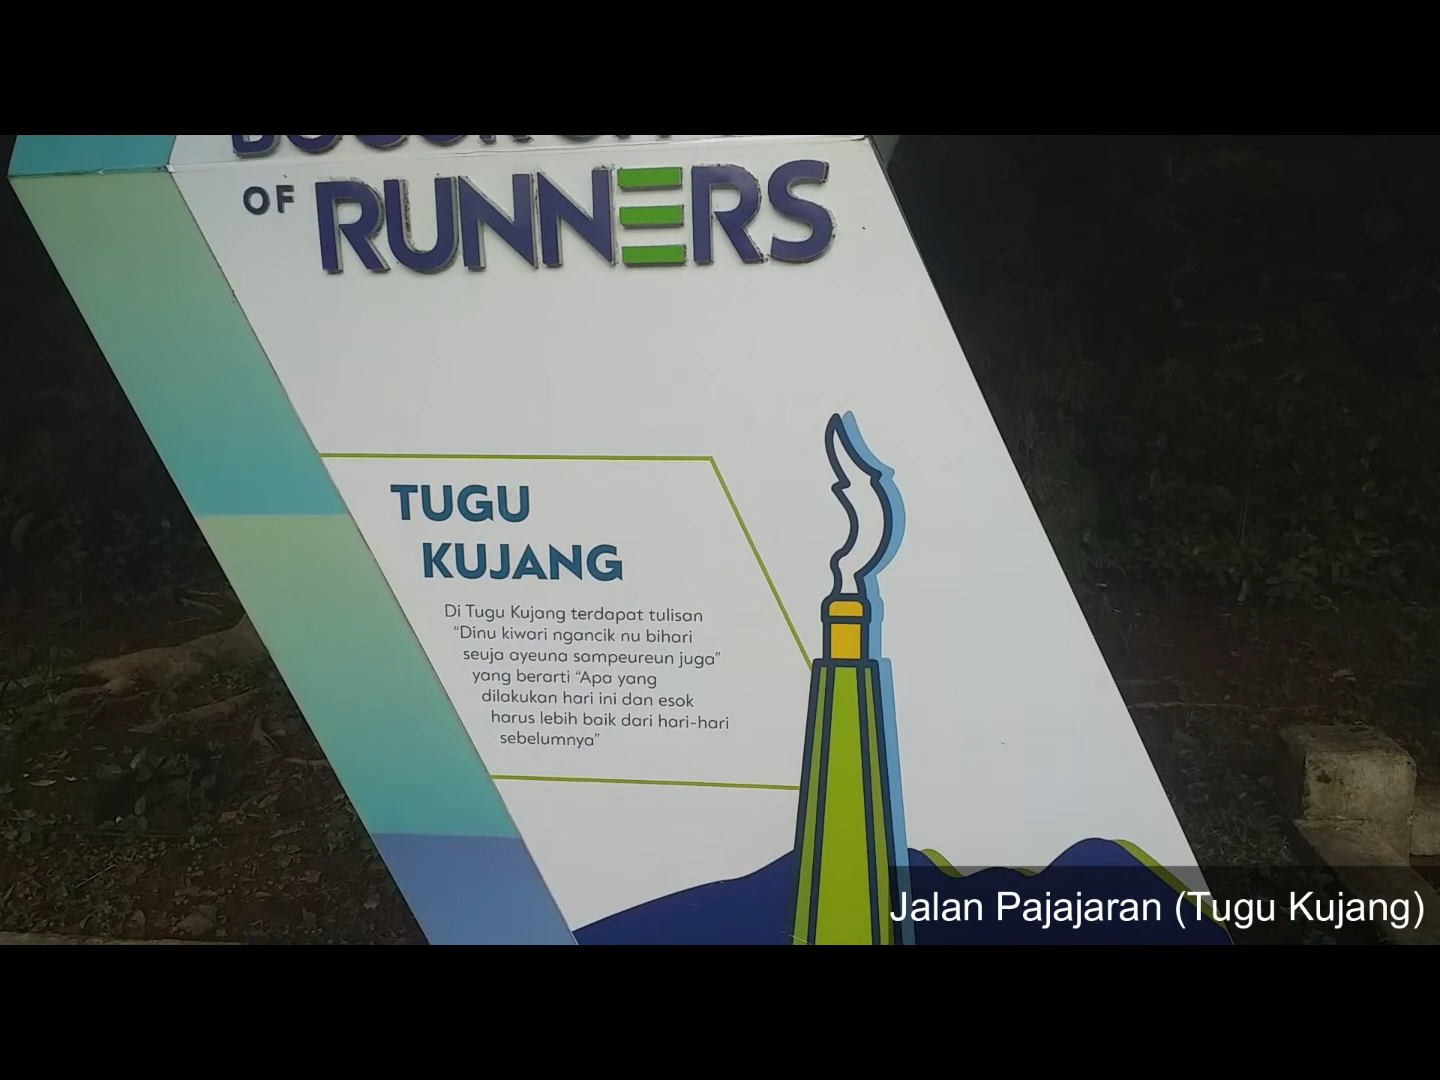 OF RUNNERS
TUGU
KUJANG
Di Tugu Kujang terdapat tulisan
“Dinu kiwari ngancik nu bihari
seuja ayeuna sampeureun juga”
yang berarti “Apa yang
dilakukan hari ini dan esok
harus lebih baik dari hari-hari
sebelumnya”
Jalan Pajajaran (Tugu Kujang)